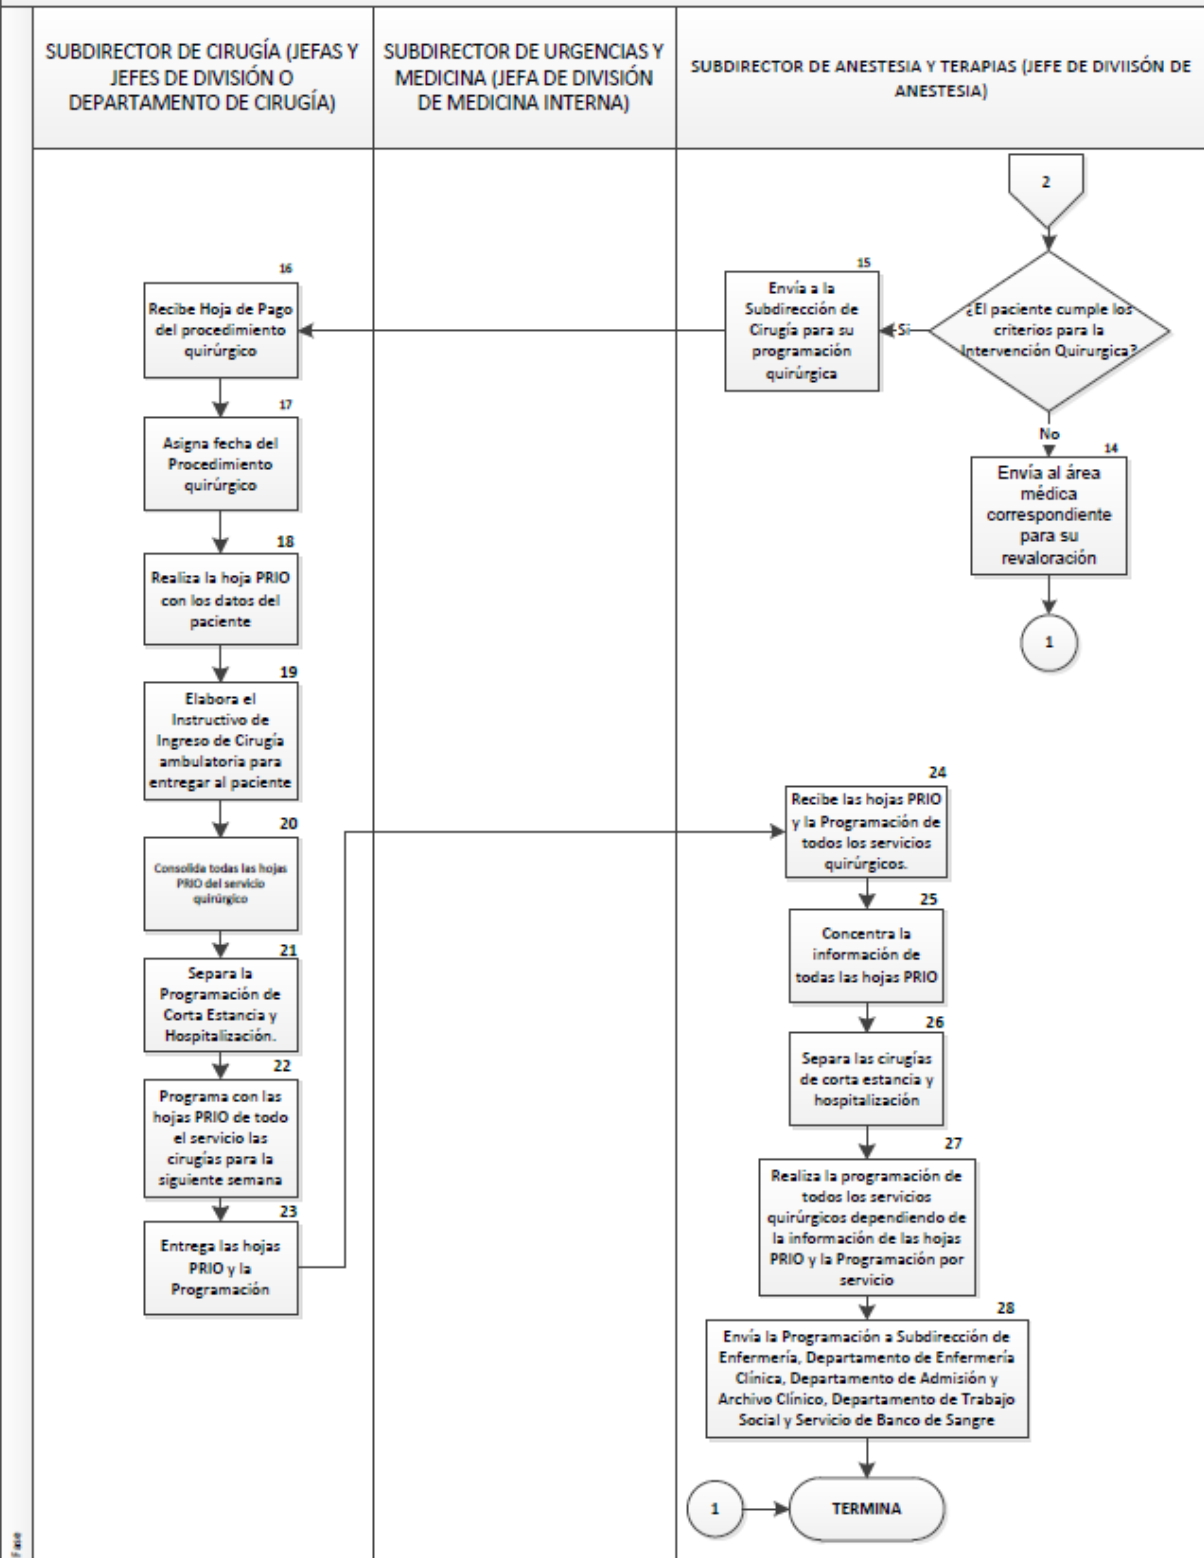 SUBDIRECTOR DE CIRUGÍA (JEFAS Y
JEFES DE DIVISIÓN O
DEPARTAMENTO DE CIRUGÍA)
SUBDIRECTOR DE URGENCIAS Y
MEDICINA (JEFA DE DIVISIÓN
DE MEDICINA INTERNA)
SUBDIRECTOR DE ANESTESIA Y TERAPIAS (JEFE DE DIVIISÓN DE
ANESTESIA)
2
¿El paciente cumple los
criterios para la
Intervención Quirurgica?
Si
No
14
Envía al área
médica
correspondiente
para su
revaloración
1
15
Envía a la
Subdirección de
Cirugía para su
programación
quirúrgica
16
Recibe Hoja de Pago
del procedimiento
quirúrgico
17
Asigna fecha del
Procedimiento
quirúrgico
18
Realiza la hoja PRIO
con los datos del
paciente
19
Elabora el
Instructivo de
Ingreso de Cirugía
ambulatoria para
entregar al paciente
20
Consolida todas las hojas
PRIO del servicio
quirúrgico
21
Separa la
Programación de
Corta Estancia y
Hospitalización.
22
Programa con las
hojas PRIO de todo
el servicio las
cirugías para la
siguiente semana
23
Entrega las hojas
PRIO y la
Programación
24
Recibe las hojas PRIO
y la Programación de
todos los servicios
quirúrgicos.
25
Concentra la
información de
todas las hojas PRIO
26
Separa las cirugías
de corta estancia y
hospitalización
27
Realiza la programación de
todos los servicios
quirúrgicos dependiendo de
la información de las hojas
PRIO y la Programación por
servicio
28
Envía la Programación a Subdirección de
Enfermería, Departamento de Enfermería
Clínica, Departamento de Admisión y
Archivo Clínico, Departamento de Trabajo
Social y Servicio de Banco de Sangre
1
TERMINA
Fase